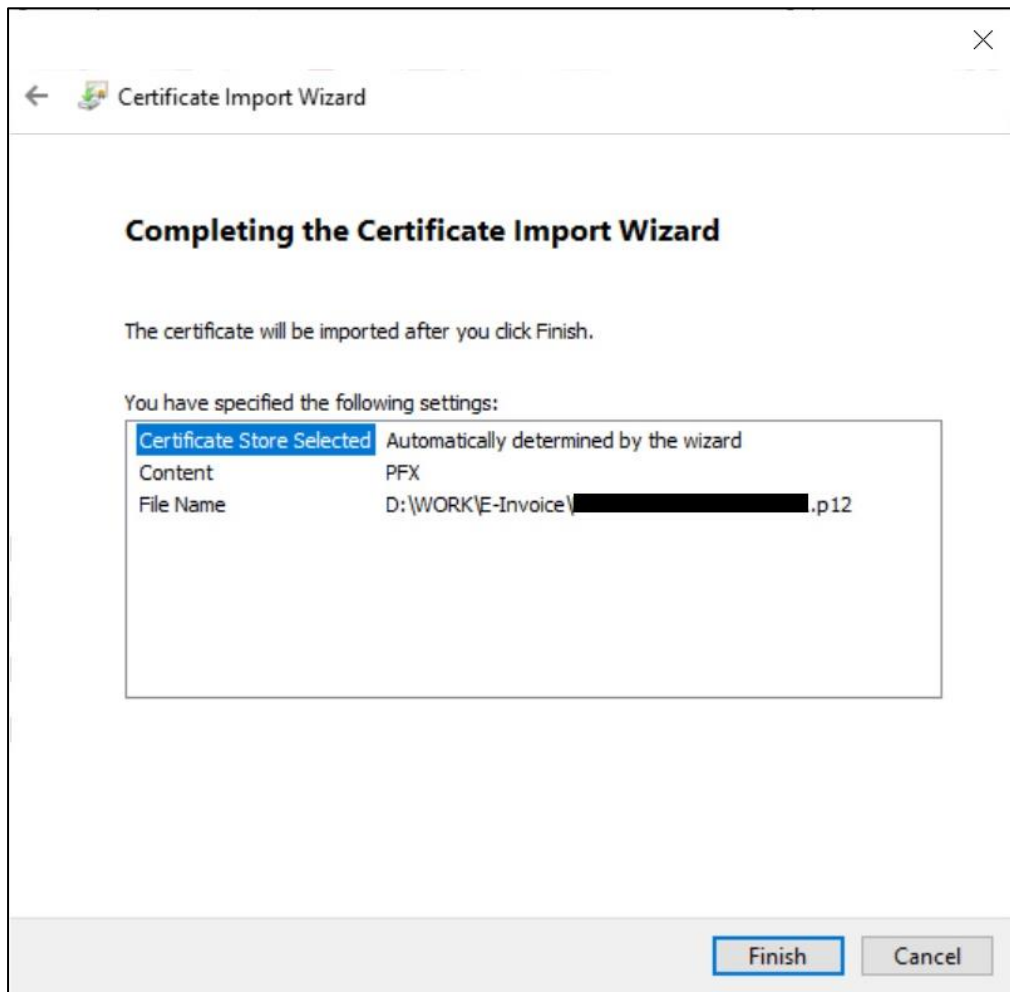 Certificate Import Wizard
Completing the Certificate Import Wizard
The certificate will be imported after you click Finish.
You have specified the following settings:
Certificate Store Selected Automatically determined by the wizard
Content PFX
File Name D:\WORK\E-Invoice\ .p12
Finish Cancel